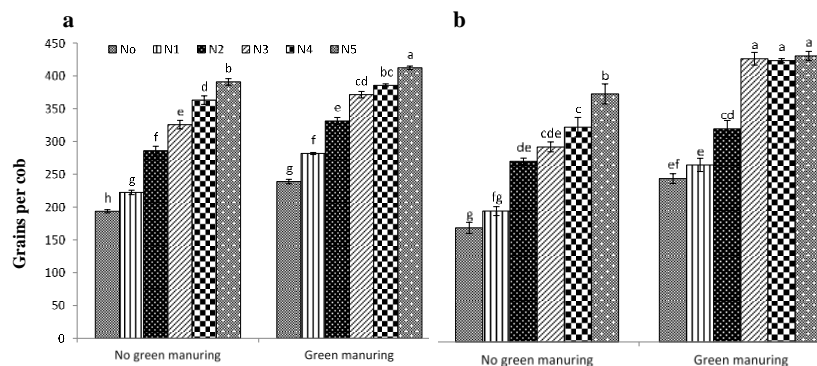 a
b
450
400
350
300
250
200
150
100
50
0
Grains per cob
No N1 N2 N3 N4 N5
h g f e d b
g f e cd bc a
g fg de cde c b
ef e cd a a a
No green manuring Green manuring
No green manuring Green manuring